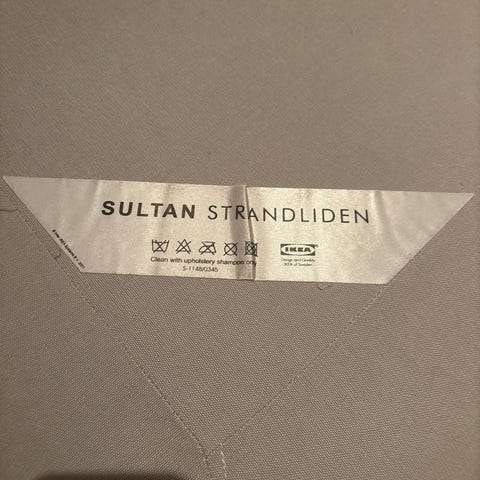 SULTAN STRANDLIDEN
Clean with upholstery shampoo only
S-1148/0345
IKEA
Design and Quality
IKEA of Sweden